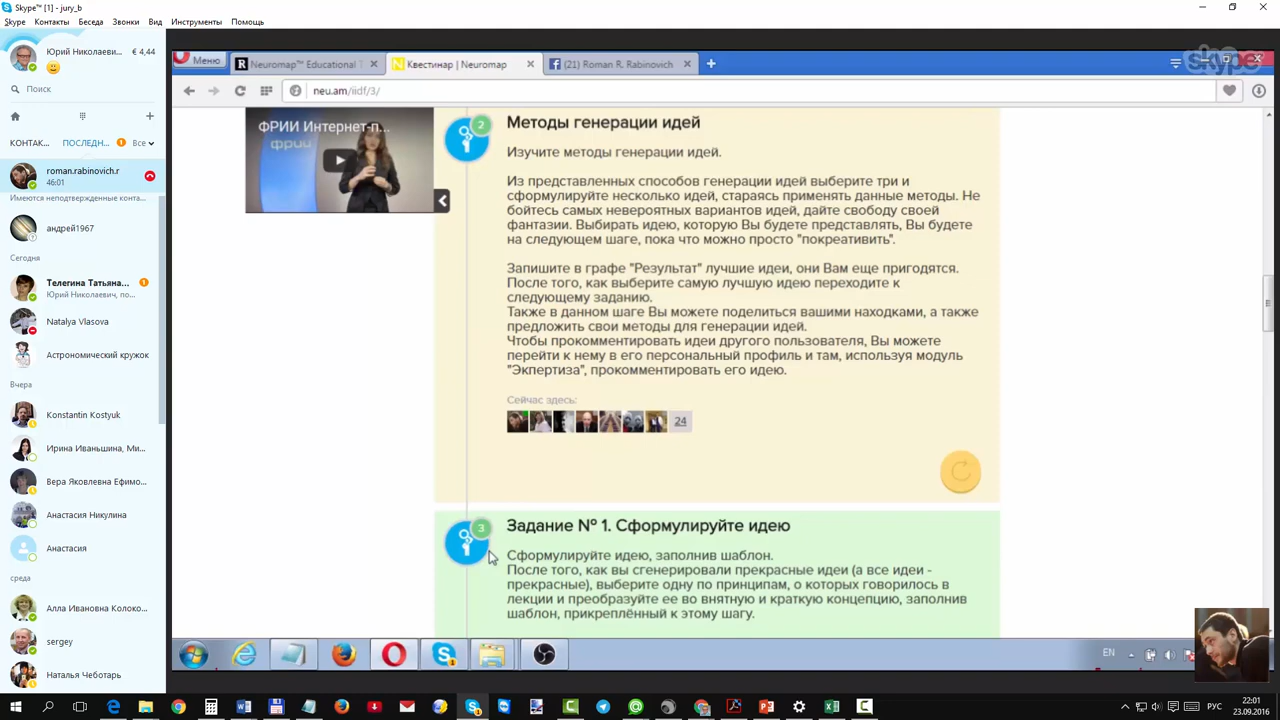 Skype™ [1] - jury_b
Skype Контакты Беседа Звонки Вид Инструменты Помощь
Юрий Николаевич... € 4,44
Поиск
КОНТАК... ПОСЛЕДН... 1 Все
roman.rabinovich.r
46:01
Имеются неподтвержденные конта...
андрей1967
Сегодня
Телегина Татьяна... 1
Юрий Николаевич, по...
Natalya Vlasova
Астрономический кружок
Вчера
Konstantin Kostyuk
Ирина Иваньшина, Ми...
Вера Яковлевна Ефимо...
Анастасия Никулина
Анастасия
среда
Алла Ивановна Колоко...
sergey
Наталья Чеботарь
Меню
Neuromap™ Educational T
Квестинар | Neuromap
(21) Roman R. Rabinovich
skype
neu.am/iidf/3/
ФРИИ Интернет-п...
фрии
2
Методы генерации идей
Изучите методы генерации идей.
Из представленных способов генерации идей выберите три и
сформулируйте несколько идей, стараясь применять данные методы. Не
бойтесь самых невероятных вариантов идей, дайте свободу своей
фантазии. Выбирать идею, которую Вы будете представлять, Вы будете
на следующем шаге, пока что можно просто "покреативить".
Запишите в графе "Результат" лучшие идеи, они Вам еще пригодятся.
После того, как выберите самую лучшую идею переходите к
следующему заданию.
Также в данном шаге Вы можете поделиться вашими находками, а также
предложить свои методы для генерации идей.
Чтобы прокомментировать идеи другого пользователя, Вы можете
перейти к нему в его персональный профиль и там, используя модуль
"Экпертиза", прокомментировать его идею.
Сейчас здесь:
24
3
Задание № 1. Сформулируйте идею
Сформулируйте идею, заполнив шаблон.
После того, как вы сгенерировали прекрасные идеи (а все идеи -
прекрасные), выберите одну по принципам, о которых говорилось в
лекции и преобразуйте ее во внятную и краткую концепцию, заполнив
шаблон, прикреплённый к этому шагу.
EN
РУС
22:01
23.09.2016